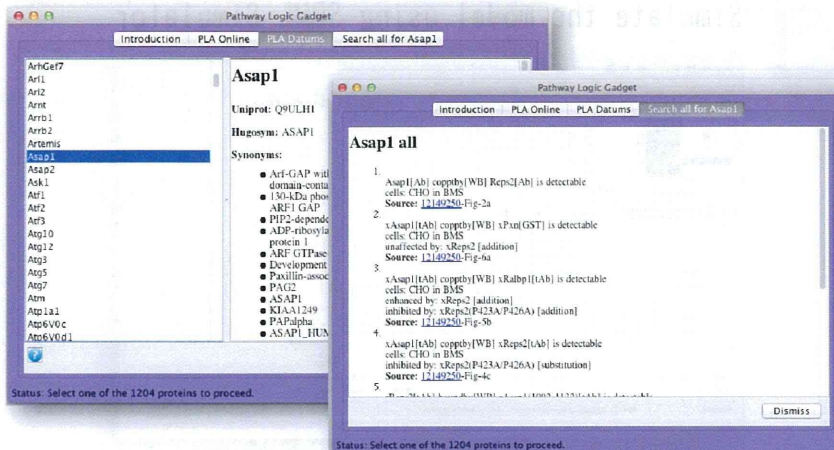 Pathway Logic Gadget
Introduction PLA Online PLA Datums Search all for Asap1
ArhGef7
Arl1
Arl2
Arnt
Arrb1
Arrb2
Artemis
Asap1
Asap2
Ask1
Atf1
Atf2
Atf3
Atg10
Atg12
Atg3
Atg5
Atg7
Atm
Atp1a1
Atp6V0c
Atp6V0d1
Asap1
Uniprot: Q9ULH1
Hugosym: ASAP1
Synonyms:
Arf-GAP with
domain-conta
130-kDa phos
ARF1 GAP
PIP2-depende
ADP-ribosyla
protein 1
ARF GTPase
Development
Paxillin-assoc
PAG2
ASAP1
KIAA1249
PAPalpha
ASAP1_HUM
Status: Select one of the 1204 proteins to proceed.
Pathway Logic Gadget
Introduction PLA Online PLA Datums Search all for Asap1
Asap1 all
1.
Asap1[Ab] copptby[WB] Reps2[Ab] is detectable
cells: CHO in BMS
Source: 12149250-Fig-2a
2.
xAsap1[tAb] copptby[WB] xPxn[GST] is detectable
cells: CHO in BMS
unaffected by: xReps2 [addition]
Source: 12149250-Fig-6a
3.
xAsap1[tAb] copptby[WB] xRalbp1[tAb] is detectable
cells: CHO in BMS
enhanced by: xReps2 [addition]
inhibited by: xReps2(P423A/P426A) [addition]
Source: 12149250-Fig-5b
4.
xAsap1[tAb] copptby[WB] xReps2[tAb] is detectable
cells: CHO in BMS
inhibited by: xReps2(P423A/P426A) [substitution]
Source: 12149250-Fig-4c
5.
Dismiss
Status: Select one of the 1204 proteins to proceed.